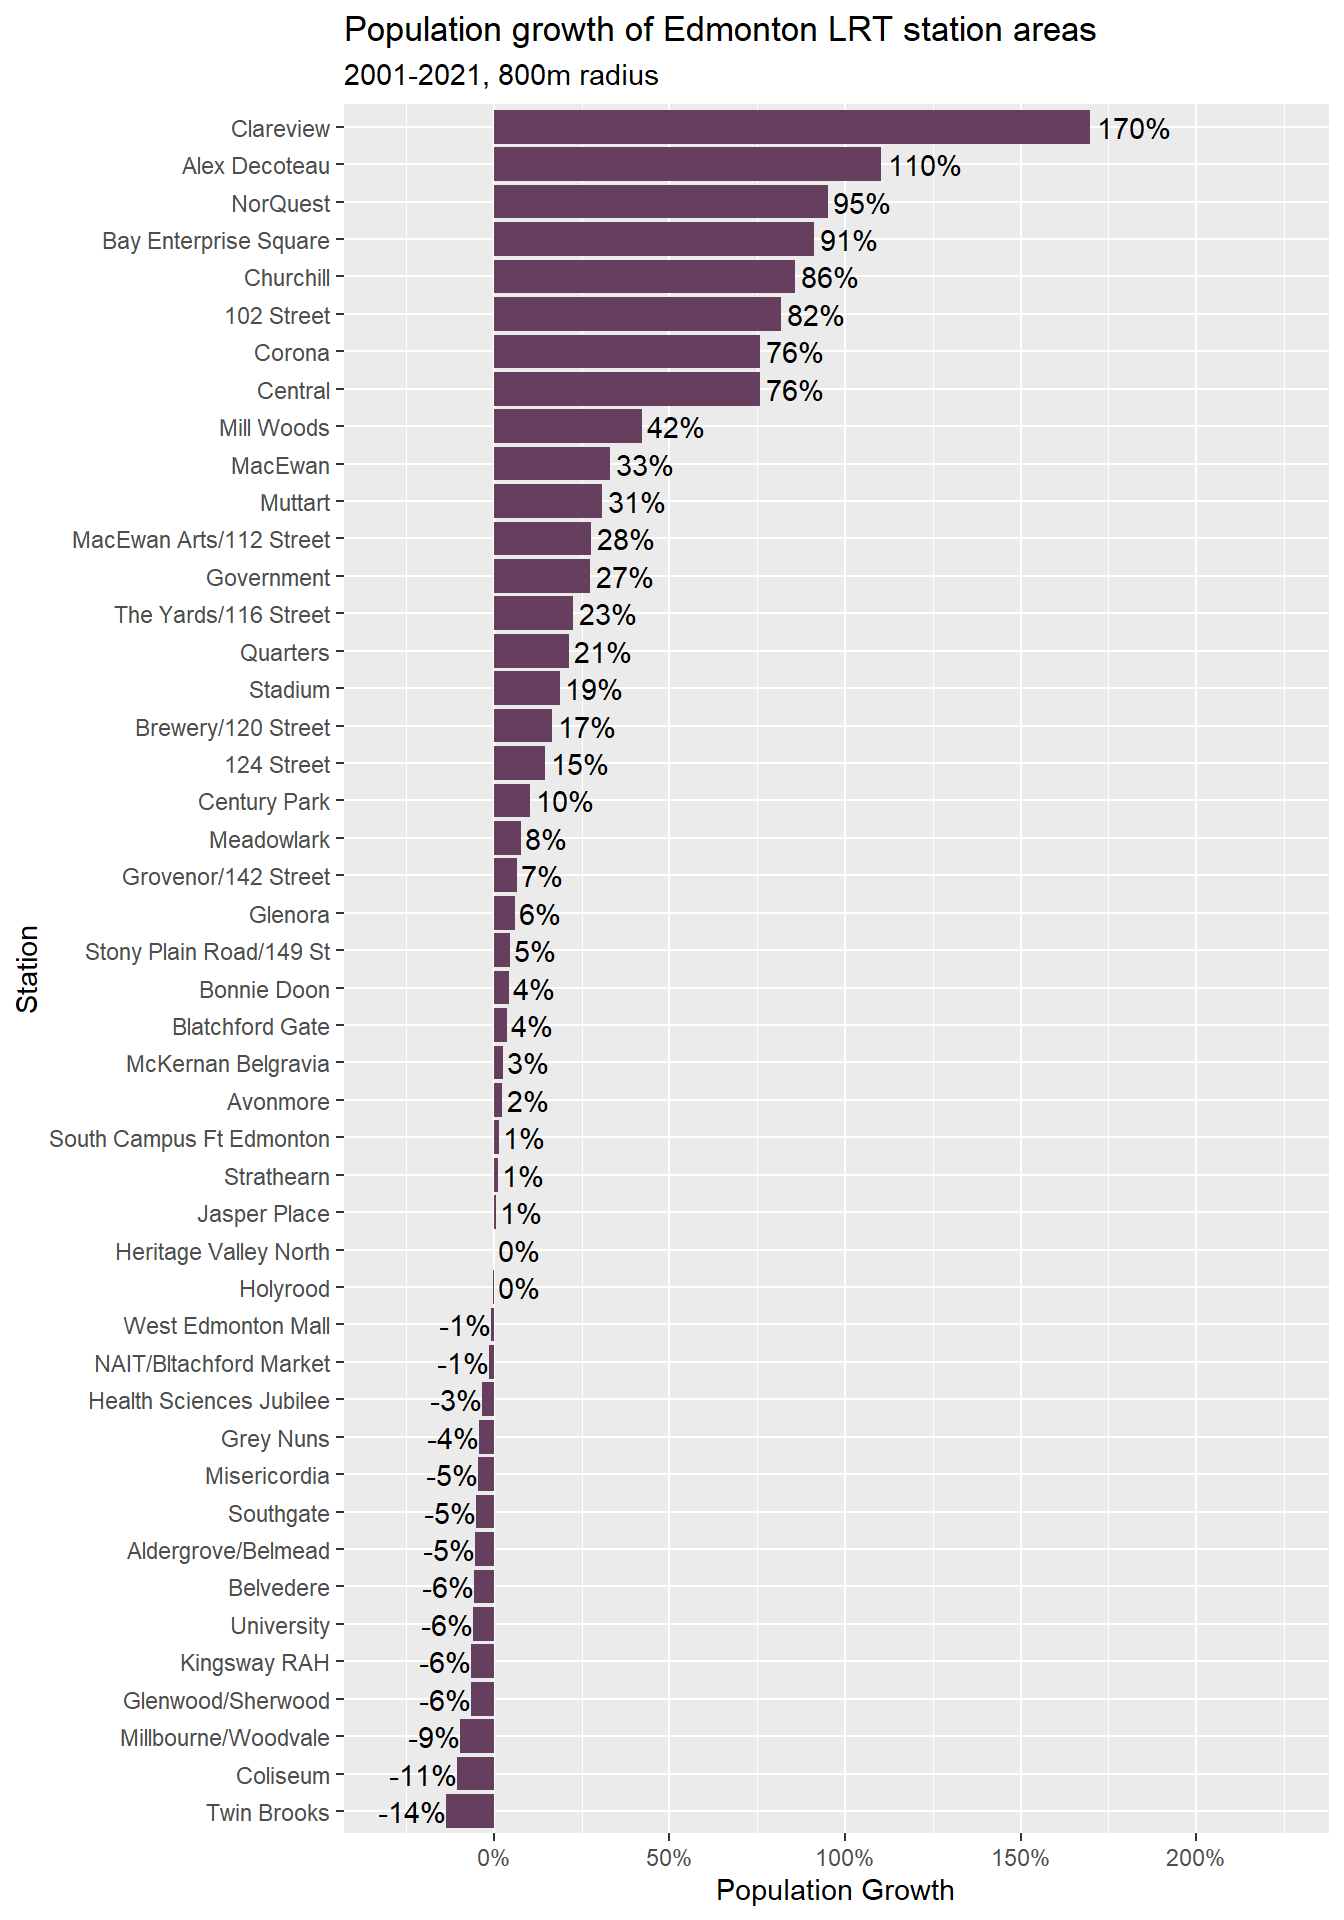 Population growth of Edmonton LRT station areas
2001-2021, 800m radius
Clareview 170%
Alex Decoteau 110%
NorQuest 95%
Bay Enterprise Square 91%
Churchill 86%
102 Street 82%
Corona 76%
Central 76%
Mill Woods 42%
MacEwan 33%
Muttart 31%
MacEwan Arts/112 Street 28%
Government 27%
The Yards/116 Street 23%
Quarters 21%
Stadium 19%
Brewery/120 Street 17%
124 Street 15%
Century Park 10%
Meadowlark 8%
Grovenor/142 Street 7%
Glenora 6%
Stony Plain Road/149 St 5%
Bonnie Doon 4%
Blatchford Gate 4%
McKernan Belgravia 3%
Avonmore 2%
South Campus Ft Edmonton 1%
Strathearn 1%
Jasper Place 1%
Heritage Valley North 0%
Holyrood 0%
West Edmonton Mall -1%
NAIT/Bltachford Market -1%
Health Sciences Jubilee -3%
Grey Nuns -4%
Misericordia -5%
Southgate -5%
Aldergrove/Belmead -5%
Belvedere -6%
University -6%
Kingsway RAH -6%
Glenwood/Sherwood -6%
Millbourne/Woodvale -9%
Coliseum -11%
Twin Brooks -14%
Station
0% 50% 100% 150% 200%
Population Growth